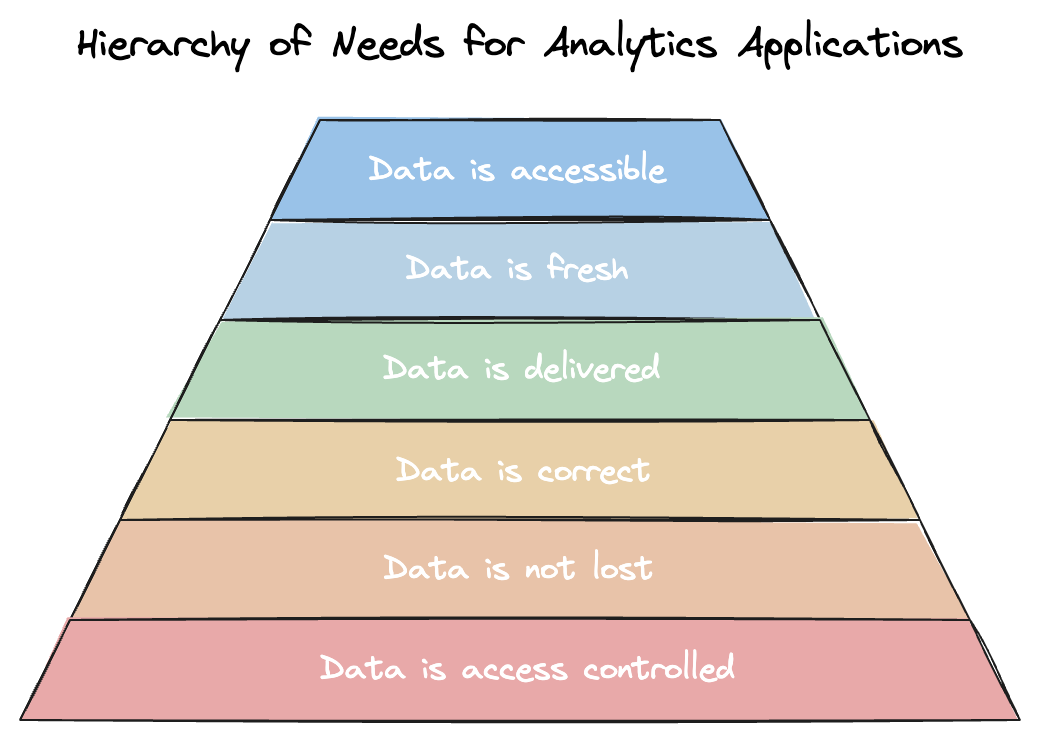 Hierarchy of Needs for Analytics Applications
Data is accessible
Data is fresh
Data is delivered
Data is correct
Data is not lost
Data is access controlled